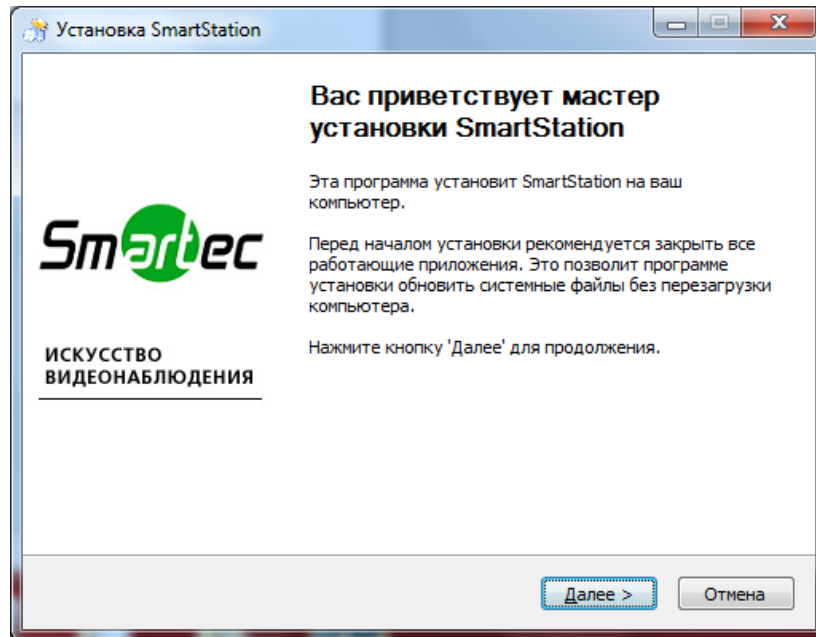 Установка SmartStation
Вас приветствует мастер
установки SmartStation
Эта программа установит SmartStation на ваш
компьютер.
Перед началом установки рекомендуется закрыть все
работающие приложения. Это позволит программе
установки обновить системные файлы без перезагрузки
компьютера.
Нажмите кнопку 'Далее' для продолжения.
Smartec
ИСКУССТВО
ВИДЕОНАБЛЮДЕНИЯ
Далее >
Отмена